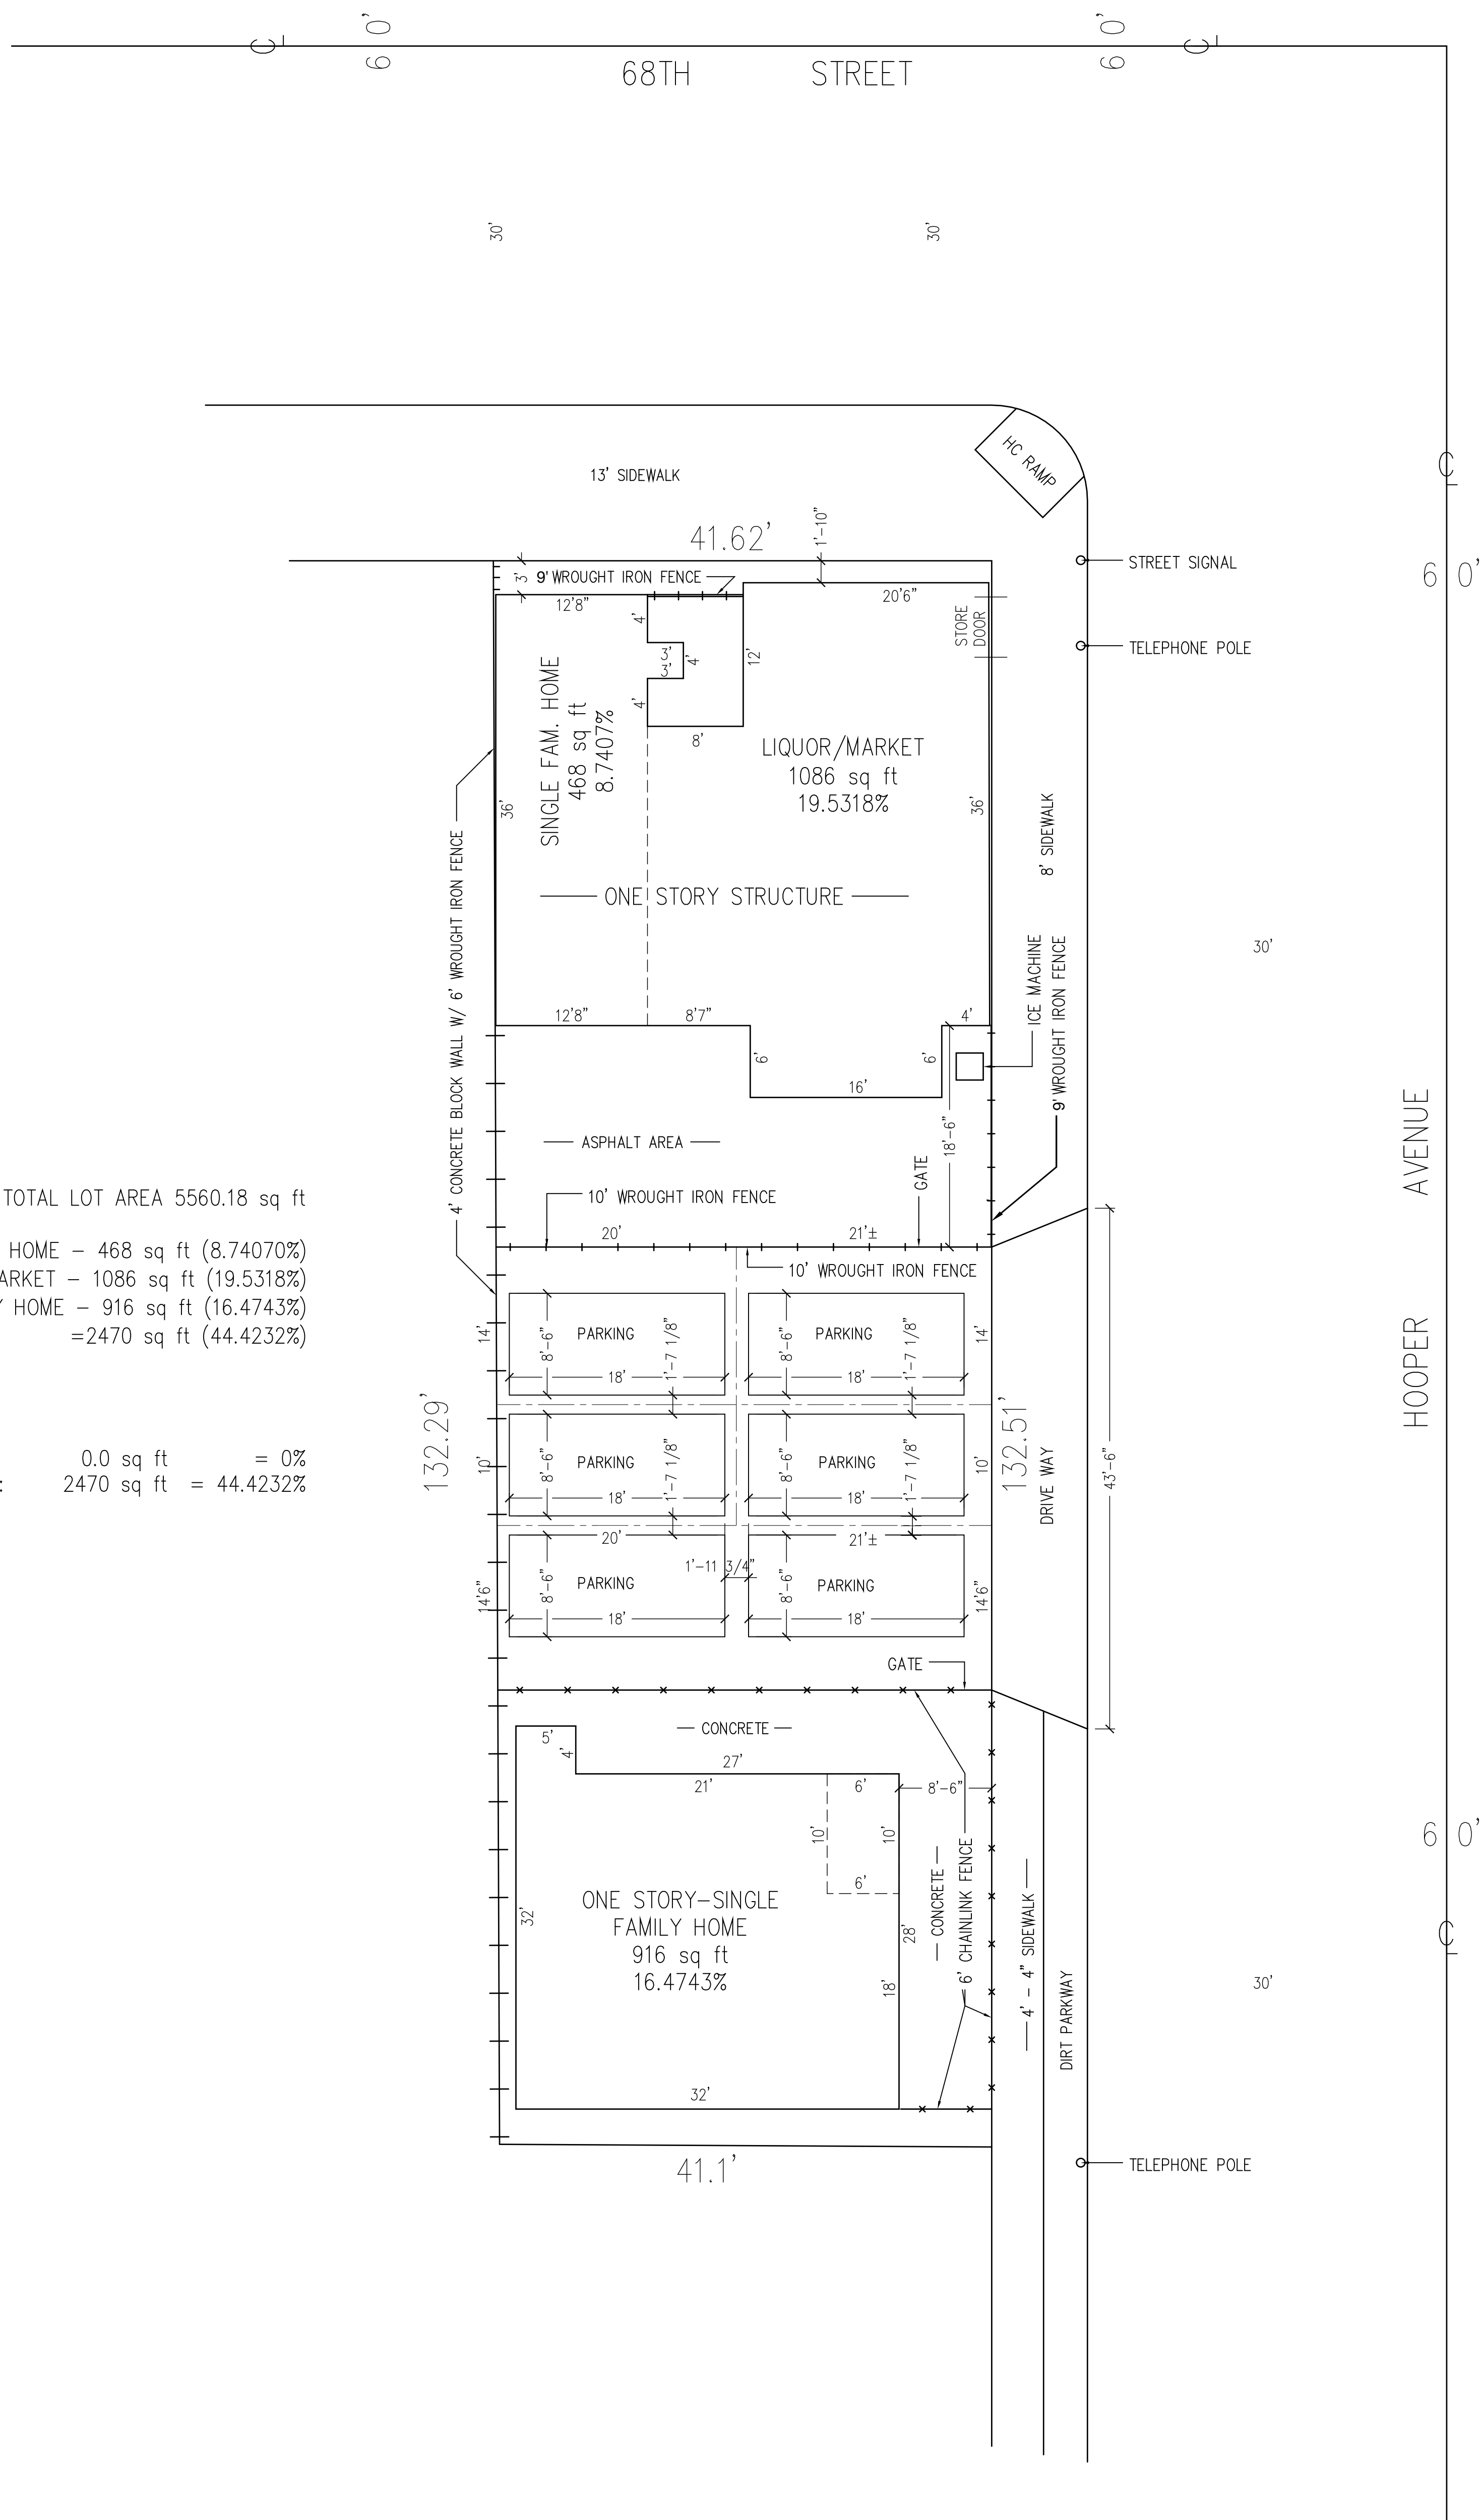 6 0'
6 0'
68TH STREET
30'
30'
13' SIDEWALK
HC RAMP
41.62'
1'-10"
STREET SIGNAL
6 0'
3'
9' WROUGHT IRON FENCE
12'8"
20'6"
4'
STORE
DOOR
TELEPHONE POLE
3'
3'
4'
12'
4'
8'
SINGLE FAM. HOME
468 sq ft
8.7407%
LIQUOR/MARKET
1086 sq ft
19.5318%
36'
36'
8' SIDEWALK
4' CONCRETE BLOCK WALL W/ 6' WROUGHT IRON FENCE
ONE STORY STRUCTURE
30'
ICE MACHINE
9' WROUGHT IRON FENCE
12'8"
8'7"
4'
6'
6'
16'
18'-6"
ASPHALT AREA
GATE
HOOPER AVENUE
10' WROUGHT IRON FENCE
20'
21'±
10' WROUGHT IRON FENCE
TOTAL LOT AREA 5560.18 sq ft
HOME - 468 sq ft (8.74070%)
ARKET - 1086 sq ft (19.5318%)
Y HOME - 916 sq ft (16.4743%)
=2470 sq ft (44.4232%)
0.0 sq ft = 0%
: 2470 sq ft = 44.4232%
14'
8'-6"
PARKING
1'-7 1/8"
18'
8'-6"
PARKING
1'-7 1/8"
18'
14'
132.29'
132.51'
10'
8'-6"
PARKING
1'-7 1/8"
18'
8'-6"
PARKING
1'-7 1/8"
18'
10'
DRIVE WAY
43'-6"
20'
21'±
1'-11 3/4"
14'6"
8'-6"
PARKING
18'
8'-6"
PARKING
18'
14'6"
GATE
CONCRETE
5'
4'
27'
21'
6'
8'-6"
10'
10'
6'
6 0'
ONE STORY-SINGLE
FAMILY HOME
916 sq ft
16.4743%
32'
28'
18'
32'
CONCRETE
6' CHAINLINK FENCE
4' - 4" SIDEWALK
DIRT PARKWAY
30'
41.1'
TELEPHONE POLE